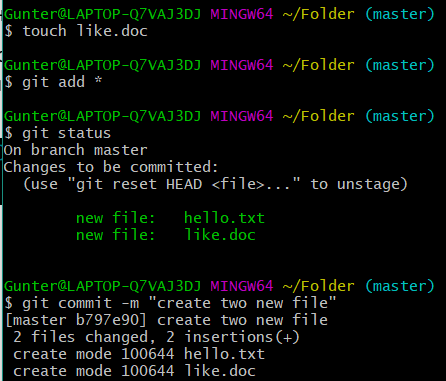 Gunter@LAPTOP-Q7VAJ3DJ MINGW64 ~/Folder (master)
$ touch like.doc
Gunter@LAPTOP-Q7VAJ3DJ MINGW64 ~/Folder (master)
$ git add *
Gunter@LAPTOP-Q7VAJ3DJ MINGW64 ~/Folder (master)
$ git status
On branch master
Changes to be committed:
  (use "git reset HEAD <file>..." to unstage)
        new file:   hello.txt
        new file:   like.doc
Gunter@LAPTOP-Q7VAJ3DJ MINGW64 ~/Folder (master)
$ git commit -m "create two new file"
[master b797e90] create two new file
 2 files changed, 2 insertions(+)
 create mode 100644 hello.txt
 create mode 100644 like.doc